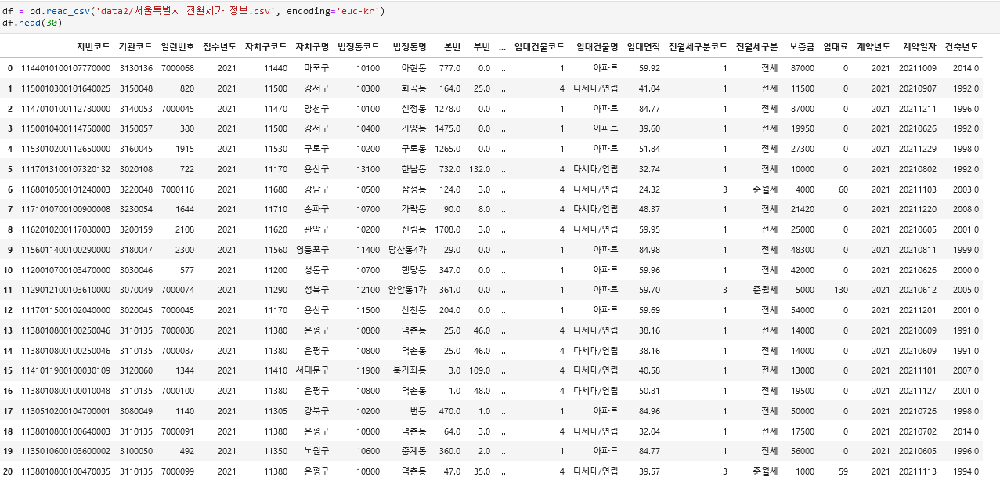 df = pd.read_csv('data2/서울특별시 전월세가 정보.csv', encoding='euc-kr')
df.head(30)
지번코드 기관코드 일련번호 접수년도 자치구코드 자치구명 법정동코드 법정동명 본번 부번 ... 임대건물코드 임대건물명 임대면적 전월세구분코드 전월세구분 보증금 임대료 계약년도 계약일자 건축년도
0 1144010100107770000 3130136 7000068 2021 11440 마포구 10100 아현동 777.0 0.0 ... 1 아파트 59.92 1 전세 87000 0 2021 20211009 2014.0
1 1150010300101640025 3150048 820 2021 11500 강서구 10300 화곡동 164.0 25.0 ... 4 다세대/연립 41.04 1 전세 11500 0 2021 20210907 1992.0
2 1147010100112780000 3140053 7000045 2021 11470 양천구 10100 신정동 1278.0 0.0 ... 1 아파트 84.77 1 전세 87000 0 2021 20211211 1996.0
3 1150010400114750000 3150057 380 2021 11500 강서구 10400 가양동 1475.0 0.0 ... 1 아파트 39.60 1 전세 19950 0 2021 20210626 1992.0
4 1153010200112650000 3160045 1915 2021 11530 구로구 10200 구로동 1265.0 0.0 ... 1 아파트 51.84 1 전세 27300 0 2021 20211229 1998.0
5 1117013100107320132 3020108 722 2021 11170 용산구 13100 한남동 732.0 132.0 ... 4 다세대/연립 32.74 1 전세 10000 0 2021 20210802 1992.0
6 1168010500101240003 3220048 7000116 2021 11680 강남구 10500 삼성동 124.0 3.0 ... 4 다세대/연립 24.32 3 준월세 4000 60 2021 20211103 2003.0
7 1171010700100900008 3230054 1644 2021 11710 송파구 10700 가락동 90.0 8.0 ... 4 다세대/연립 48.37 1 전세 21420 0 2021 20211220 2008.0
8 1162010200117080003 3200159 2108 2021 11620 관악구 10200 신림동 1708.0 3.0 ... 4 다세대/연립 59.95 1 전세 25000 0 2021 20210605 2001.0
9 1156011400100290000 3180047 2300 2021 11560 영등포구 11400 당산동4가 29.0 0.0 ... 1 아파트 84.98 1 전세 48300 0 2021 20210811 1999.0
10 1120010700103470000 3030046 577 2021 11200 성동구 10700 행당동 347.0 0.0 ... 1 아파트 59.96 1 전세 42000 0 2021 20210626 2000.0
11 1129012100103610000 3070049 7000074 2021 11290 성북구 12100 안암동1가 361.0 0.0 ... 1 아파트 59.70 3 준월세 5000 130 2021 20210612 2005.0
12 1117011500102040000 3020045 7000045 2021 11170 용산구 11500 산천동 204.0 0.0 ... 1 아파트 59.69 1 전세 54000 0 2021 20211201 2001.0
13 1138010800100250046 3110135 7000088 2021 11380 은평구 10800 역촌동 25.0 46.0 ... 4 다세대/연립 38.16 1 전세 14000 0 2021 20210609 1991.0
14 1138010800100250046 3110135 7000087 2021 11380 은평구 10800 역촌동 25.0 46.0 ... 4 다세대/연립 38.16 1 전세 14000 0 2021 20210609 1991.0
15 1141011900100030109 3120060 1344 2021 11410 서대문구 11900 북가좌동 3.0 109.0 ... 4 다세대/연립 40.58 1 전세 13000 0 2021 20211101 2007.0
16 1138010800100010048 3110135 7000100 2021 11380 은평구 10800 역촌동 1.0 48.0 ... 4 다세대/연립 50.81 1 전세 19500 0 2021 20211127 2001.0
17 1130510200104700001 3080049 1140 2021 11305 강북구 10200 번동 470.0 1.0 ... 1 아파트 84.96 1 전세 50000 0 2021 20210726 1998.0
18 1138010800100640003 3110135 7000091 2021 11380 은평구 10800 역촌동 64.0 3.0 ... 4 다세대/연립 32.04 1 전세 17500 0 2021 20210702 2014.0
19 1135010600103600002 3100050 492 2021 11350 노원구 10600 중계동 360.0 2.0 ... 1 아파트 84.77 1 전세 56000 0 2021 20210605 1996.0
20 1138010800100470035 3110135 7000099 2021 11380 은평구 10800 역촌동 47.0 35.0 ... 4 다세대/연립 39.57 3 준월세 1000 59 2021 20211113 1994.0